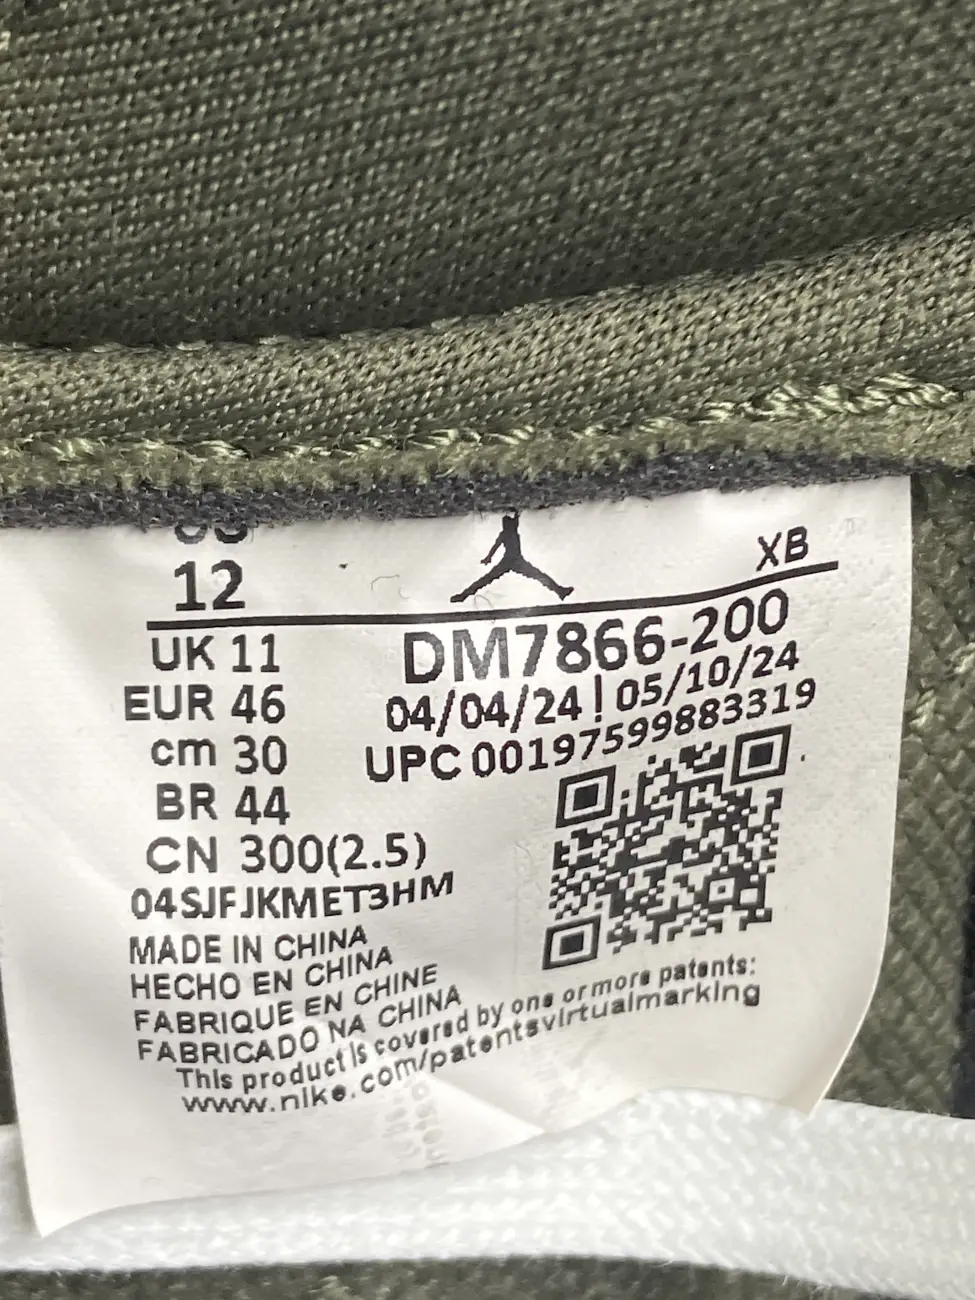 US
12
XB
UK 11
EUR 46
cm 30
BR 44
CN 300(2.5)
04SJFJKMET3HM
DM7866-200
04/04/24 | 05/10/24
UPC 00197599883319
MADE IN CHINA
HECHO EN CHINA
FABRIQUE EN CHINE
FABRICADO NA CHINA
This product is covered by one or more patents:
www.nike.com/patentsvirtualmarking